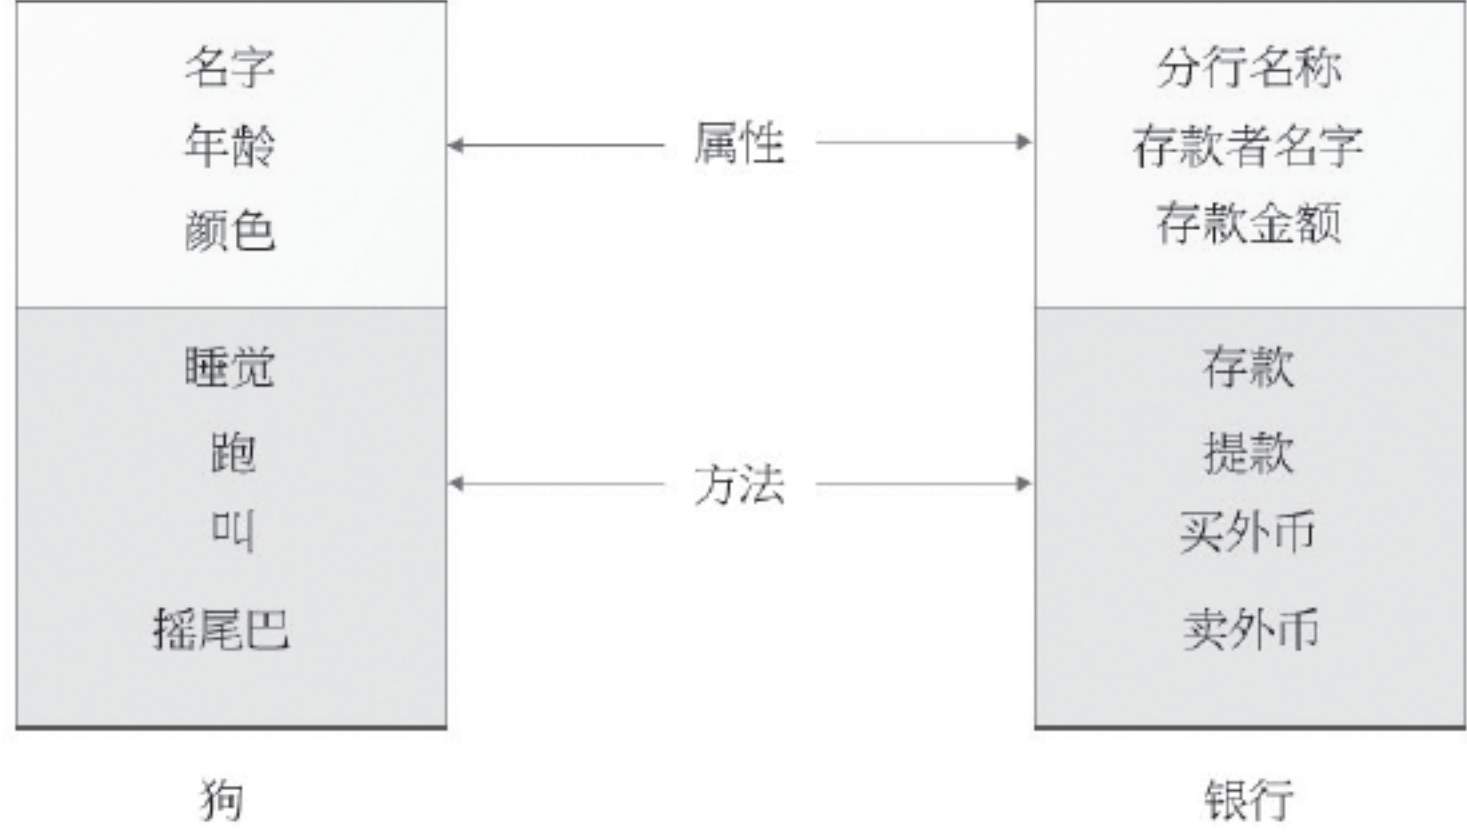 名字
年龄
颜色
睡觉
跑
叫
摇尾巴
狗
属性
方法
分行名称
存款者名字
存款金额
存款
提款
买外币
卖外币
银行